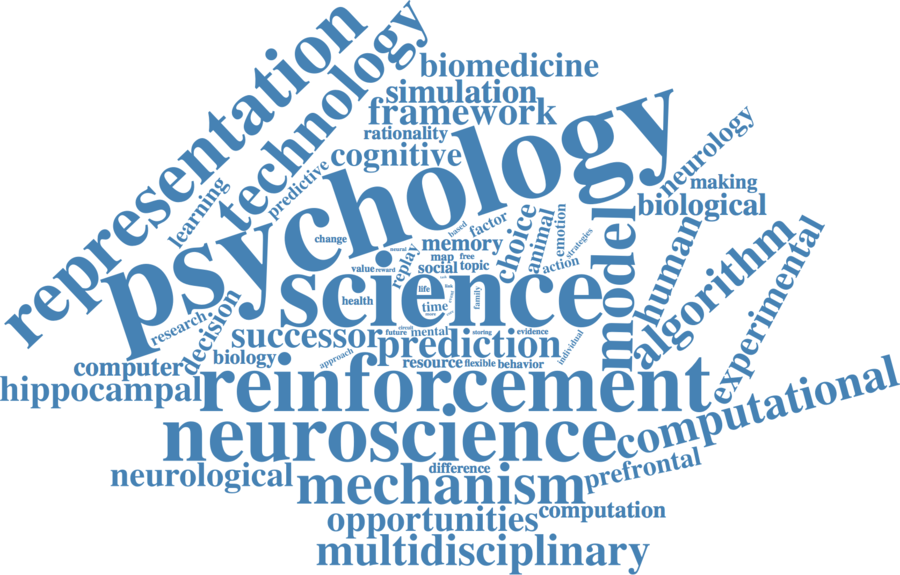 representation
technology
biomedicine
simulation
framework
rationality
cognitive
psychology
predictive
learning
neurology
making
biological
model
human
algorithm
experimental
choice
animal
emotion
strategies
factor
based
memory
action
change
neural
replay
map
free
value
reward
social
topic
science
health
life
time
family
research
decision
successor
future
circuit
mental
storing
evidence
prediction
individual
computer
biology
approach
resource
flexible
behavior
hippocampal
reinforcement
neuroscience
computational
neurological
difference
mechanism
prefrontal
opportunities
computation
multidisciplinary